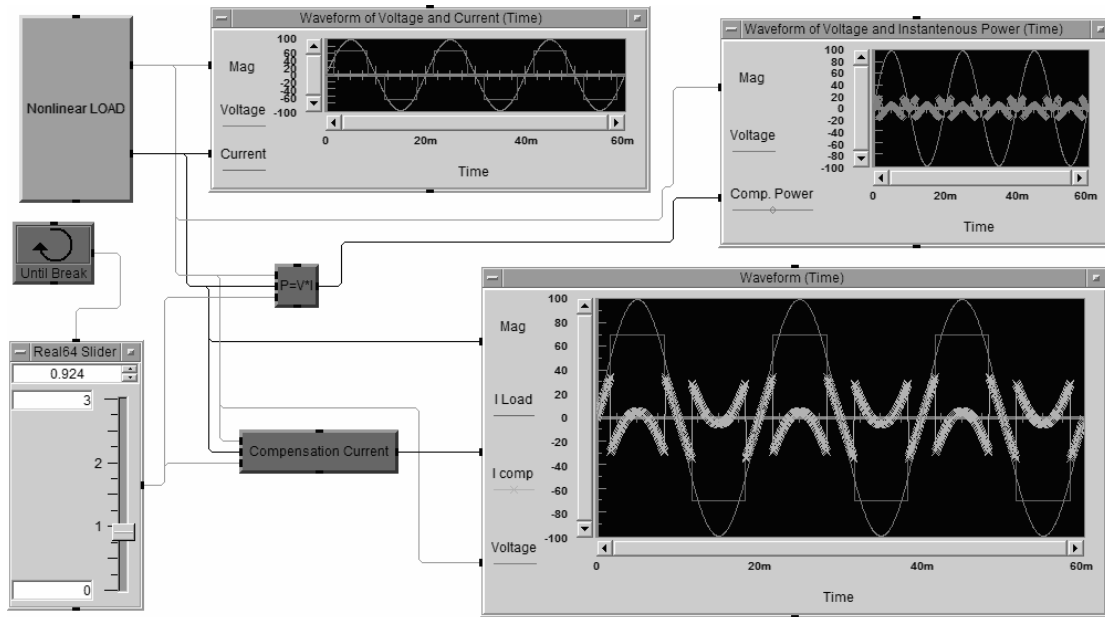 Waveform of Voltage and Current (Time)
Mag
Voltage
Current
100
80
60
40
20
0
-20
-40
-60
-100
0
20m
40m
60m
Time
Nonlinear LOAD
Waveform of Voltage and Instantenous Power (Time)
Mag
Voltage
Comp. Power
100
80
60
40
20
0
-20
-40
-60
-80
-100
0
20m
40m
60m
Time
Until Break
P=V*I
Real64 Slider
0.924
3
2
1
0
Compensation Current
Waveform (Time)
Mag
I Load
I comp
Voltage
100
80
60
40
20
0
-20
-40
-60
-80
-100
0
20m
40m
60m
Time